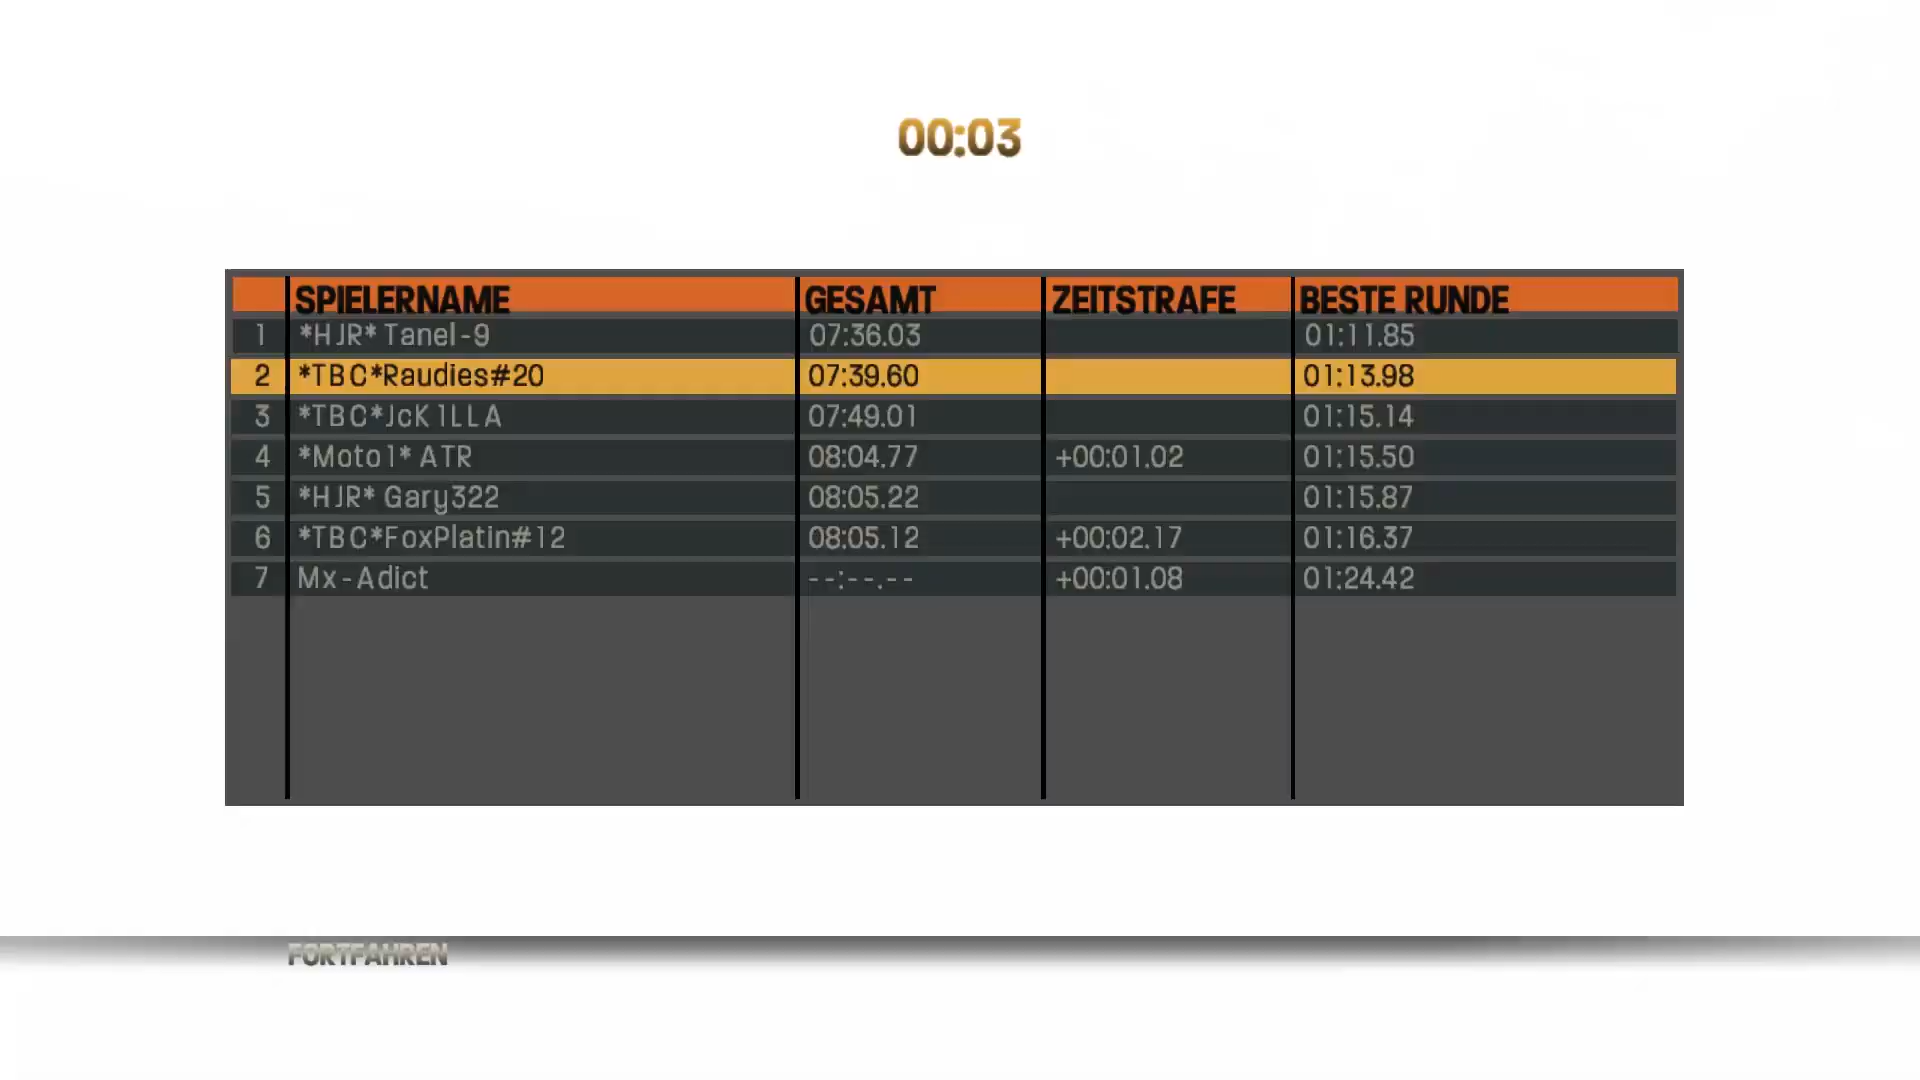 00:03
SPIELERNAME GESAMT ZEITSTRAFE BESTE RUNDE
1 *HJR* Tanel-9 07:36.03 01:11.85
2 *TBC*Raudies#20 07:39.60 01:13.98
3 *TBC*JcK1LLA 07:49.01 01:15.14
4 *Moto1* ATR 08:04.77 +00:01.02 01:15.50
5 *HJR* Gary322 08:05.22 01:15.87
6 *TBC*FoxPlatin#12 08:05.12 +00:02.17 01:16.37
7 Mx-Adict --:--.-- +00:01.08 01:24.42
FORTFAHREN